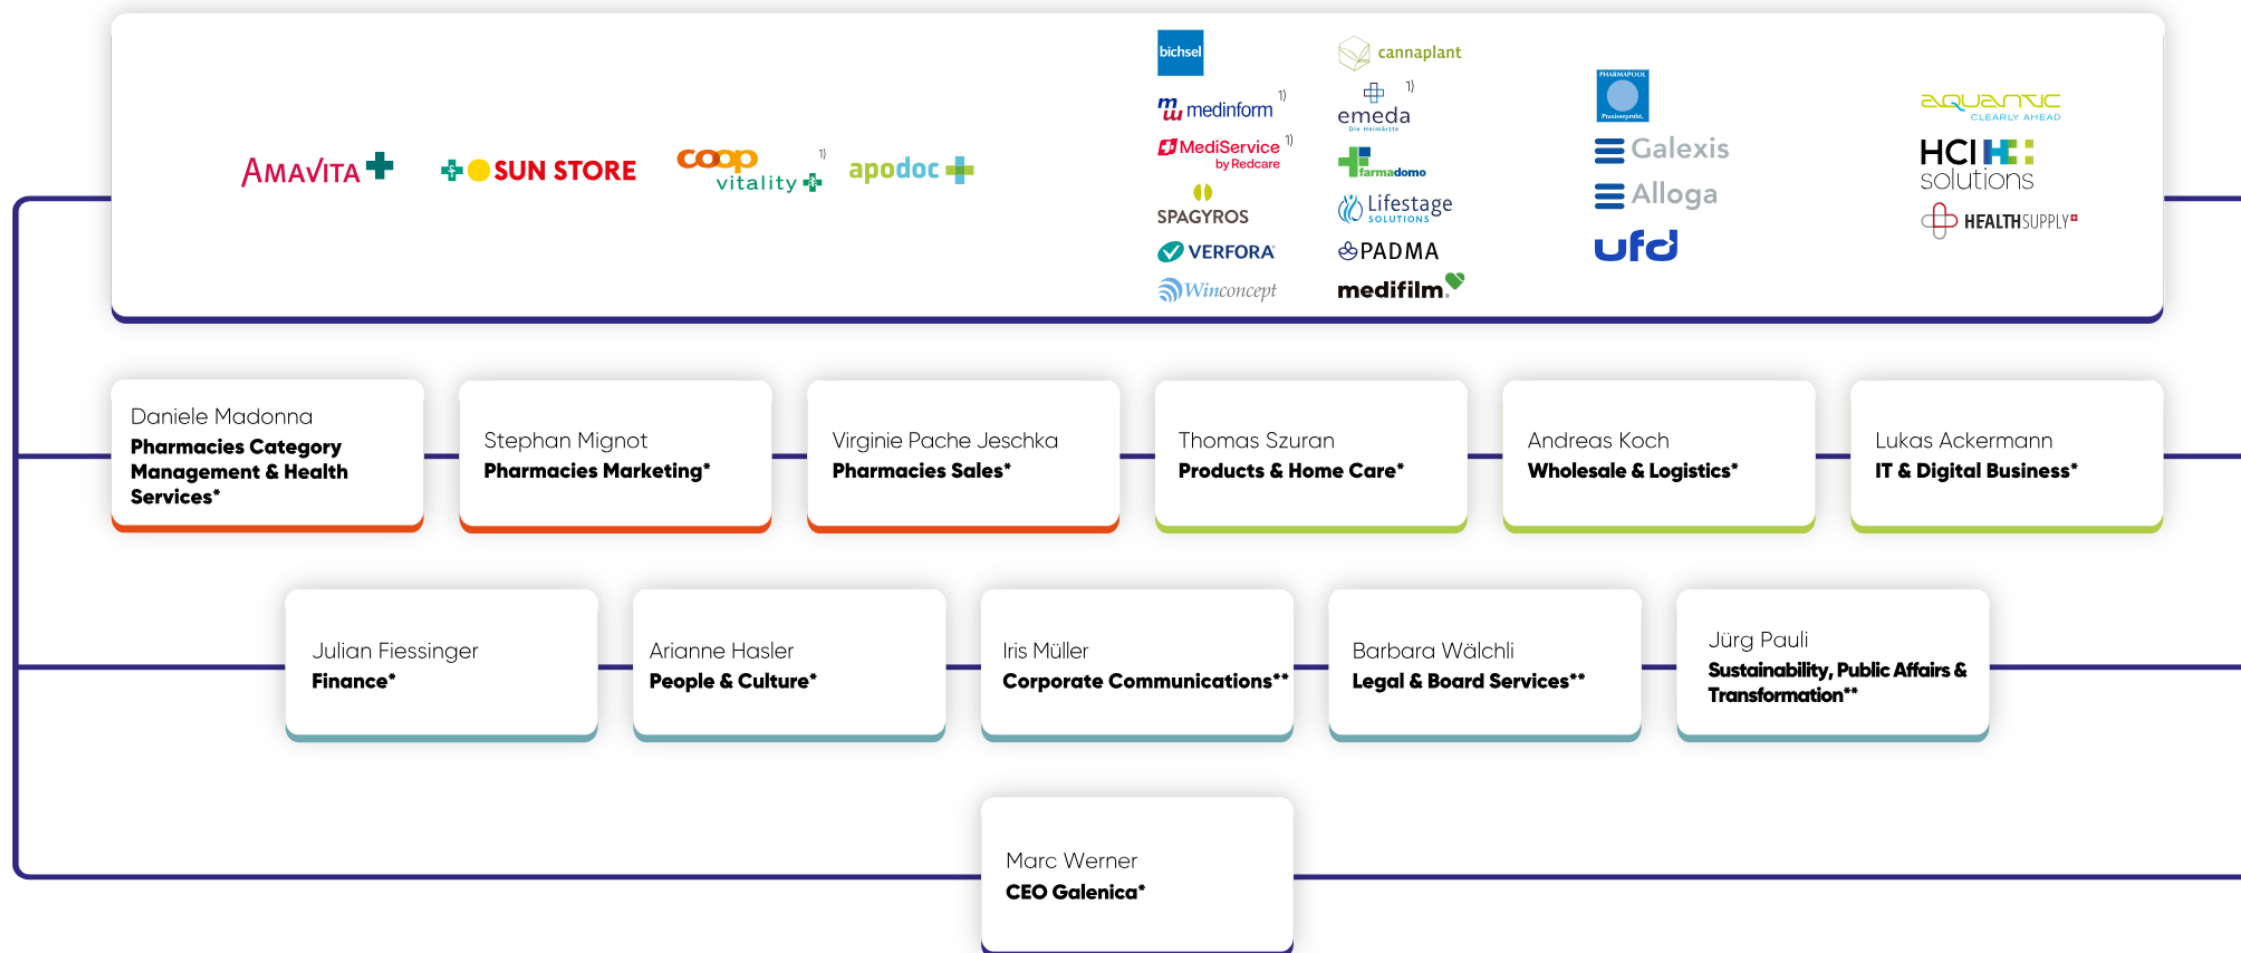 AMAVITA
SUN STORE
coop
vitality
1)
apodoc
bichsel
medinform 1)
MediService 1)
by Redcare
SPAGYROS
VERFORA
Winconcept
cannaplant
1)
emeda
Die Heimärzte
farmadomo
Lifestage
SOLUTIONS
PADMA
medifilm
PHARMAPOOL
Galexis
Alloga
ufd
aquantic
CLEARLY AHEAD
HCI
solutions
HEALTHSUPPLY
Daniele Madonna
Pharmacies Category
Management & Health
Services*
Stephan Mignot
Pharmacies Marketing*
Virginie Pache Jeschka
Pharmacies Sales*
Thomas Szuran
Products & Home Care*
Andreas Koch
Wholesale & Logistics*
Lukas Ackermann
IT & Digital Business*
Julian Fiessinger
Finance*
Arianne Hasler
People & Culture*
Iris Müller
Corporate Communications**
Barbara Wälchli
Legal & Board Services**
Jürg Pauli
Sustainability, Public Affairs &
Transformation**
Marc Werner
CEO Galenica*